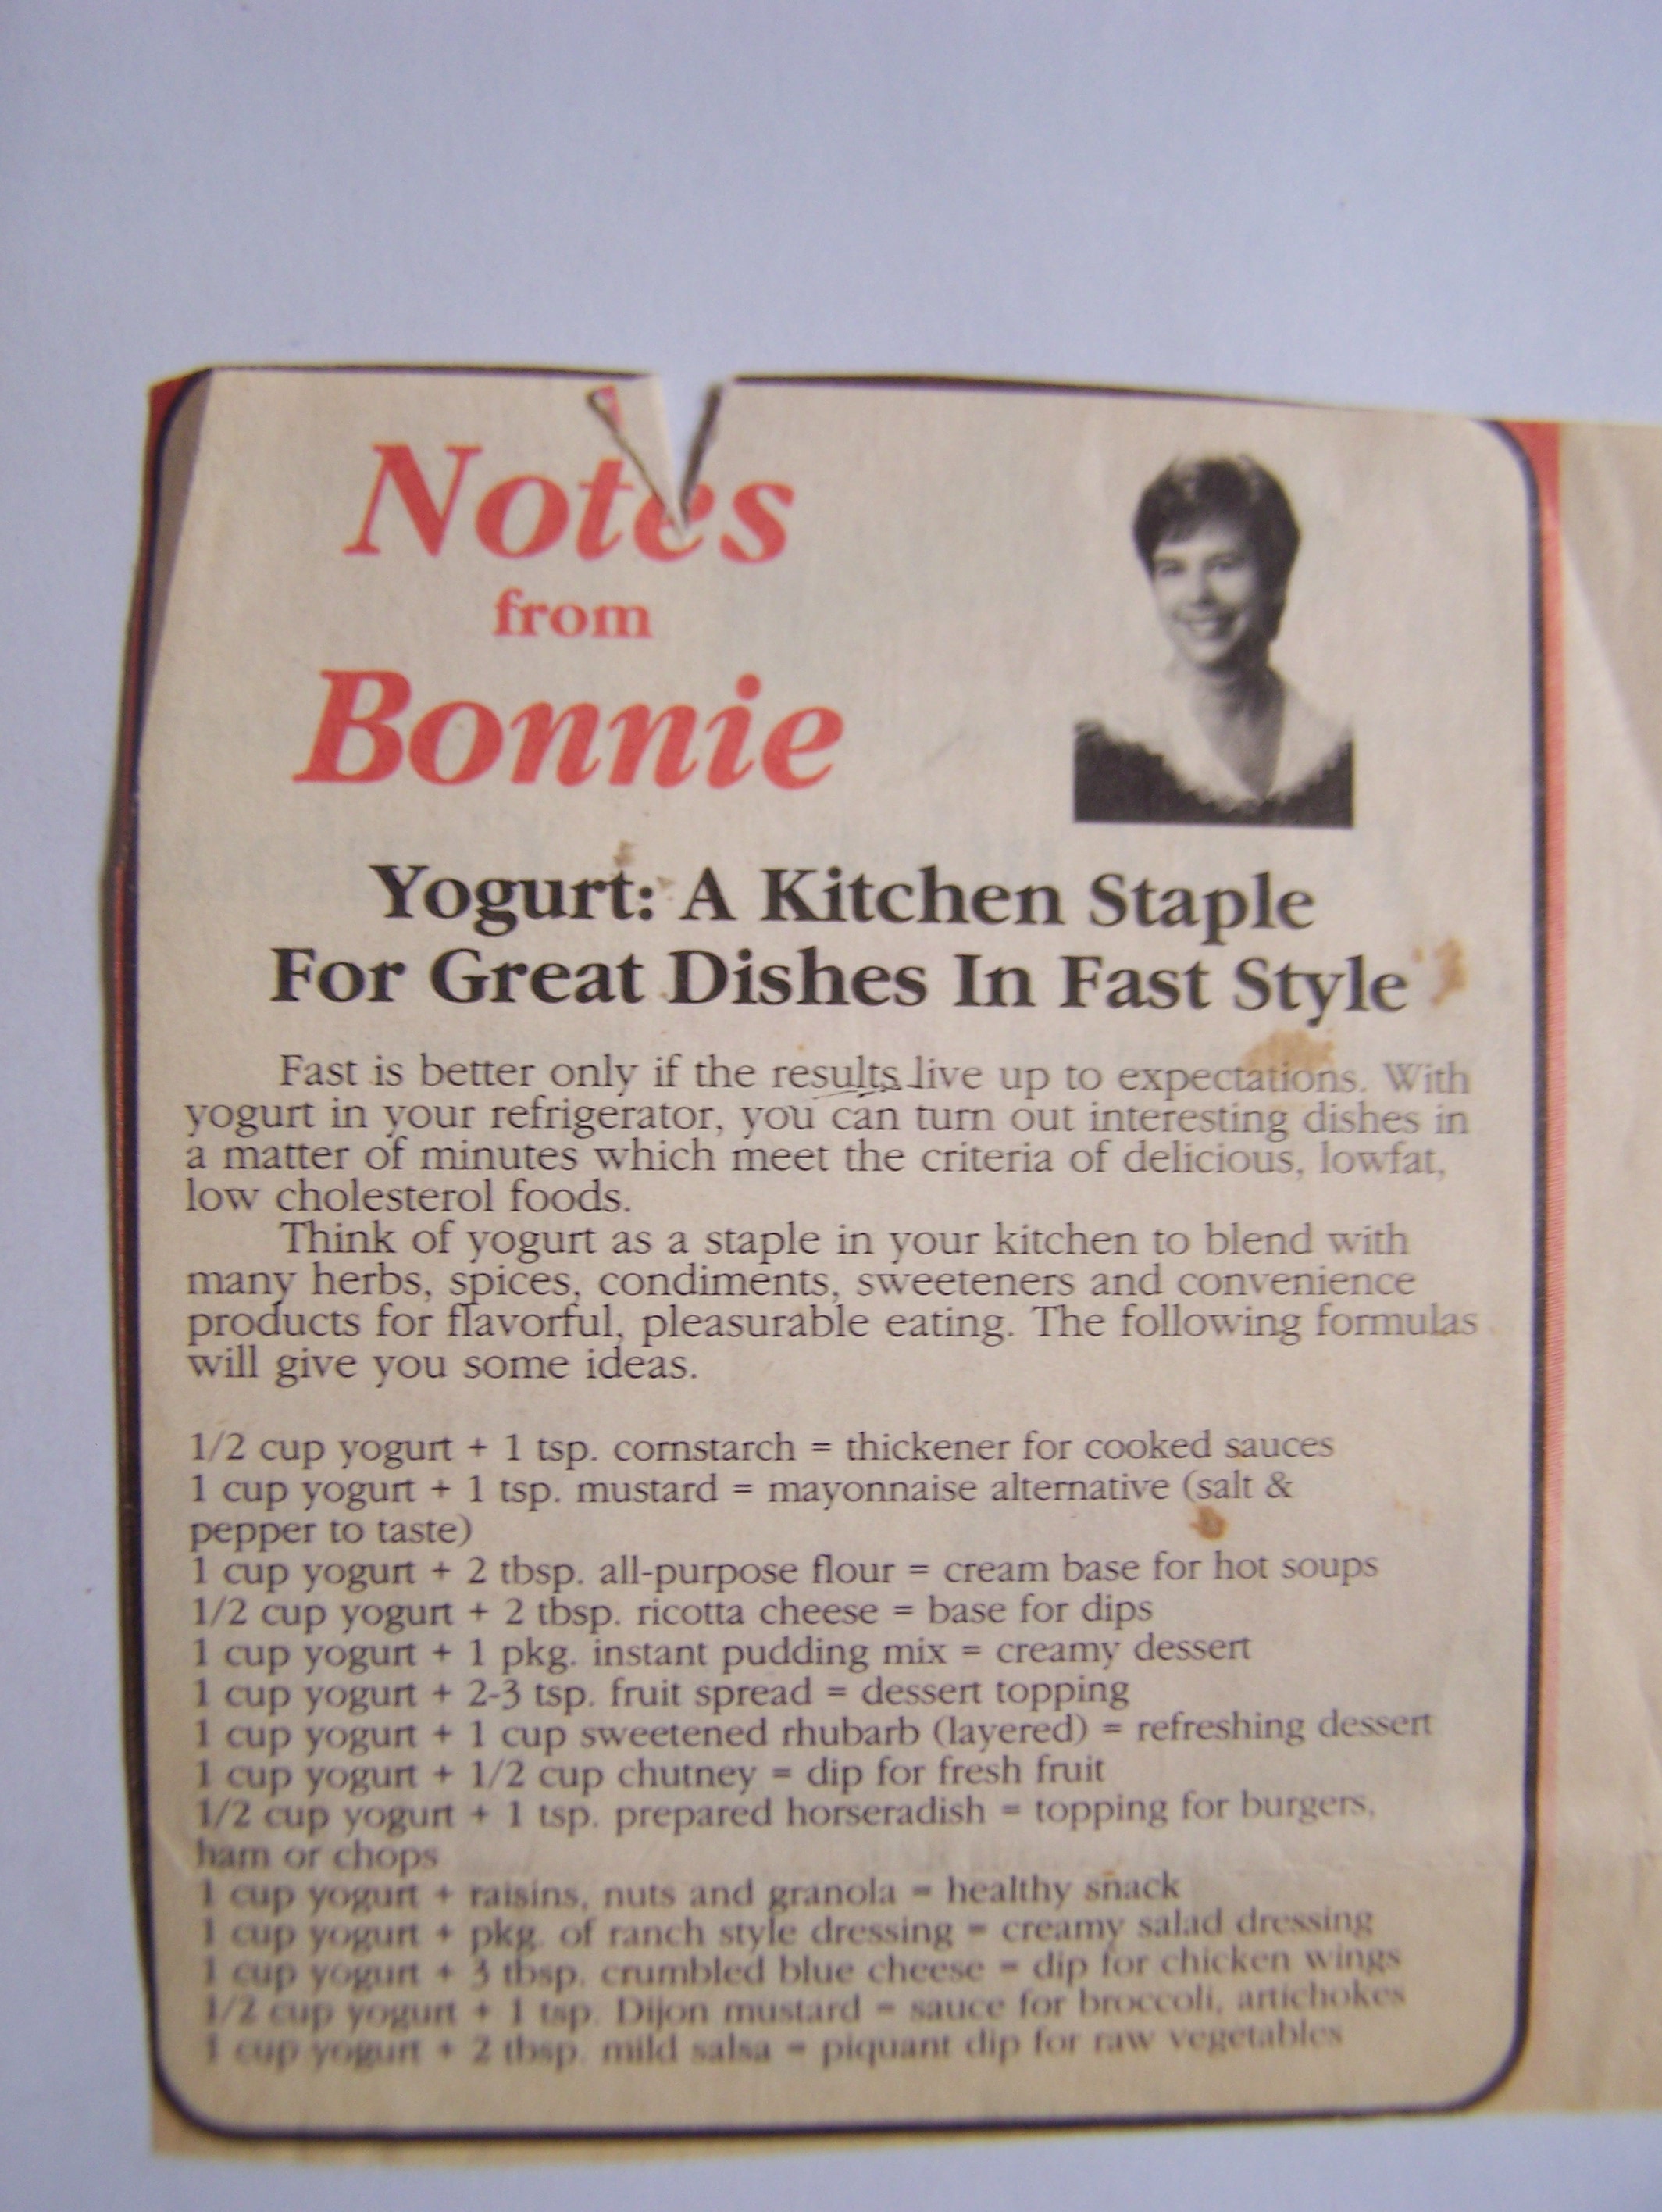 Notes
from
Bonnie
Yogurt: A Kitchen Staple
For Great Dishes In Fast Style
Fast is better only if the results live up to expectations. With
yogurt in your refrigerator, you can turn out interesting dishes in
a matter of minutes which meet the criteria of delicious, lowfat,
low cholesterol foods.
Think of yogurt as a staple in your kitchen to blend with
many herbs, spices, condiments, sweeteners and convenience
products for flavorful, pleasurable eating. The following formulas
will give you some ideas.
1/2 cup yogurt + 1 tsp. cornstarch = thickener for cooked sauces
1 cup yogurt + 1 tsp. mustard = mayonnaise alternative (salt &
pepper to taste)
1 cup yogurt + 2 tbsp. all-purpose flour = cream base for hot soups
1/2 cup yogurt + 2 tbsp. ricotta cheese = base for dips
1 cup yogurt + 1 pkg. instant pudding mix = creamy dessert
1 cup yogurt + 2-3 tsp. fruit spread = dessert topping
1 cup yogurt + 1 cup sweetened rhubarb (layered) = refreshing dessert
1 cup yogurt + 1/2 cup chutney = dip for fresh fruit
1/2 cup yogurt + 1 tsp. prepared horseradish = topping for burgers,
ham or chops
1 cup yogurt + raisins, nuts and granola = healthy snack
1 cup yogurt + pkg. of ranch style dressing = creamy salad dressing
1 cup yogurt + 3 tbsp. crumbled blue cheese = dip for chicken wings
1/2 cup yogurt + 1 tsp. Dijon mustard = sauce for broccoli, artichokes
1 cup yogurt + 2 tbsp. mild salsa = piquant dip for raw vegetables